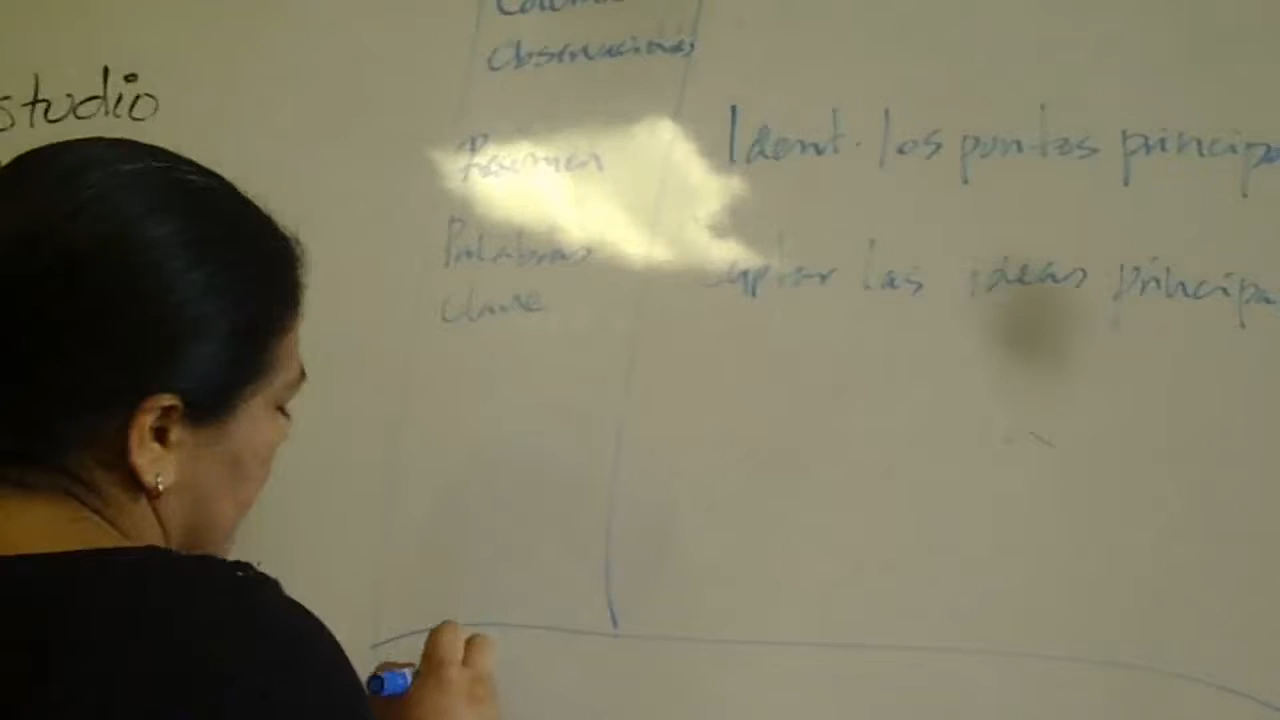 Observaciones
studio
Resumen
Ident. los puntos princip
Palabras
Clave
las ideas principa